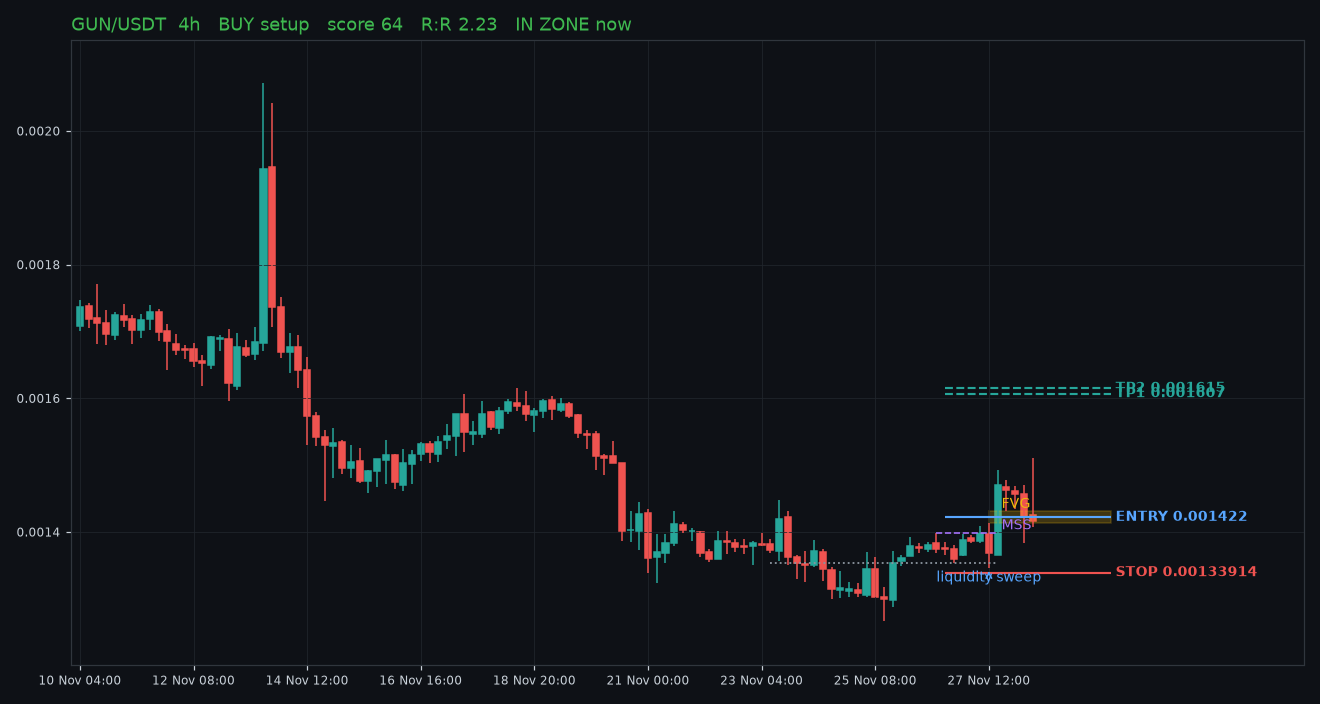 GUN/USDT 4h BUY setup score 64 R:R 2.23 IN ZONE now
0.0020
0.0018
0.0016
0.0014
TP2 0.001615
TP1 0.001607
FVG
ENTRY 0.001422
MSS
STOP 0.00133914
liquidity sweep
10 Nov 04:00
12 Nov 08:00
14 Nov 12:00
16 Nov 16:00
18 Nov 20:00
21 Nov 00:00
23 Nov 04:00
25 Nov 08:00
27 Nov 12:00